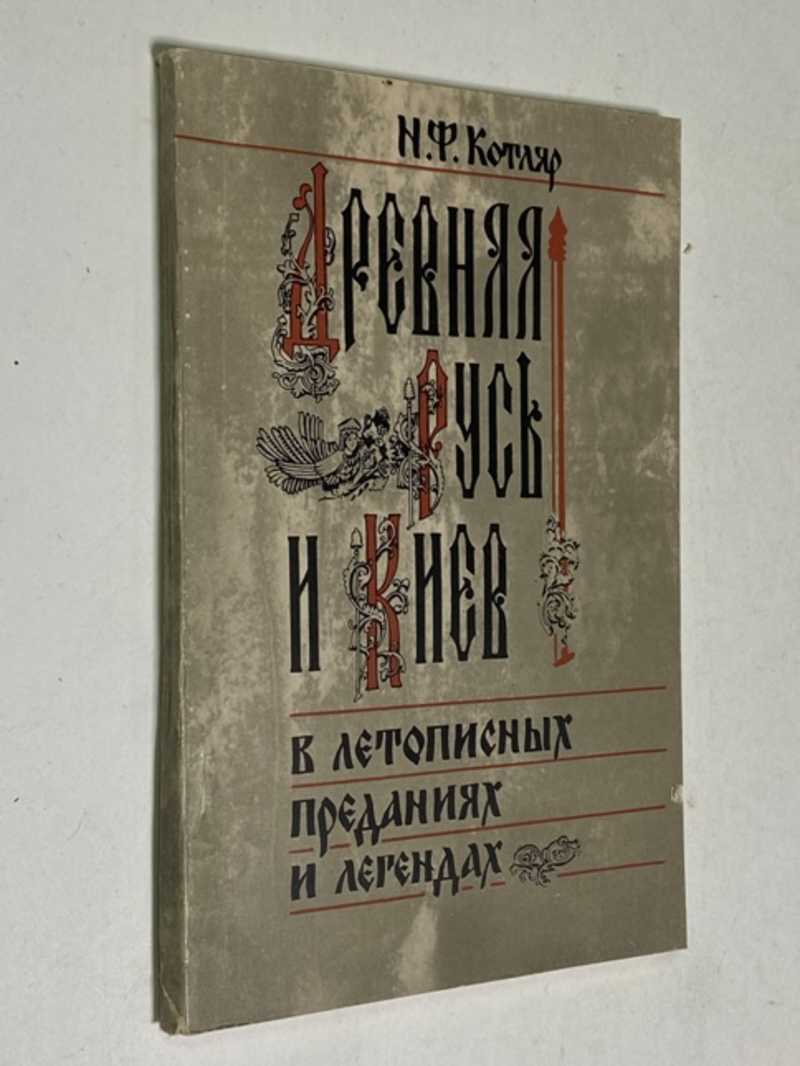 Н.Ф. Котляр
Древняя
Русь
и Киев
в летописных
преданиях
и легендах